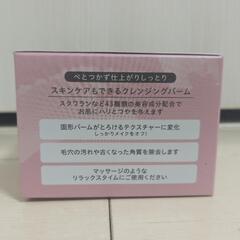 べとつかず仕上がりしっとり
スキンケアもできるクレンジングバーム
スクワランなど43種類の美容成分配合で
お肌にハリとつやを与えます
固形バームがとろけるテクスチャーに変化
しっかりメイクをオフ!
毛穴の汚れや古くなった角質を除去します
マッサージのような
リラックスタイムにご使用ください